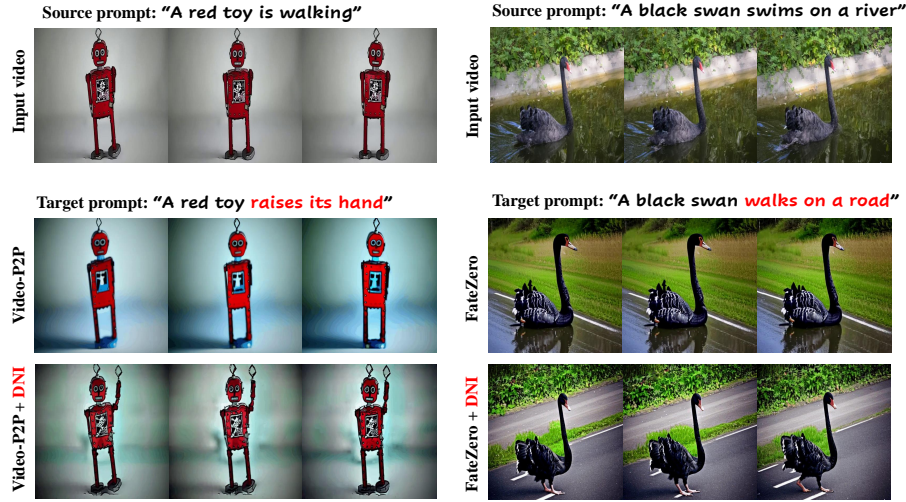 Source prompt: “A red toy is walking”
Input video
Target prompt: “A red toy raises its hand”
Video-P2P
Video-P2P + DNI
Source prompt: “A black swan swims on a river”
Input video
Target prompt: “A black swan walks on a road”
FateZero
FateZero + DNI